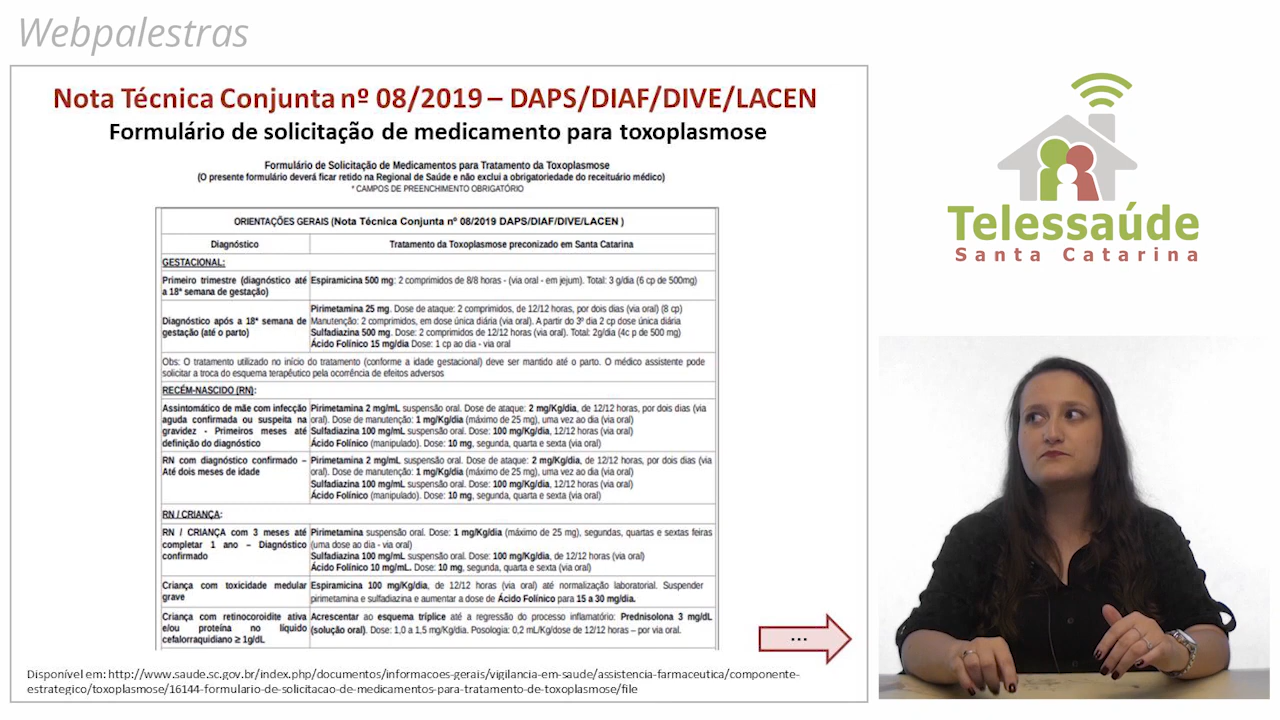 Webpalestras
Nota Técnica Conjunta nº 08/2019 – DAPS/DIAF/DIVE/LACEN
Formulário de solicitação de medicamento para toxoplasmose
Formulário de Solicitação de Medicamentos para Tratamento da Toxoplasmose
(O presente formulário deverá ficar retido na Regional de Saúde e não exclui a obrigatoriedade do receituário médico)
* CAMPOS DE PREENCHIMENTO OBRIGATÓRIO
ORIENTAÇÕES GERAIS (Nota Técnica Conjunta nº 08/2019 DAPS/DIAF/DIVE/LACEN )
Diagnóstico
Tratamento da Toxoplasmose preconizado em Santa Catarina
GESTACIONAL:
Primeiro trimestre (diagnóstico até
a 18ª semana de gestação)
Espiramicina 500 mg: 2 comprimidos de 8/8 horas - (via oral - em jejum). Total: 3 g/dia (6 cp de 500mg)
Diagnóstico após a 18ª semana de
gestação (até o parto)
Pirimetamina 25 mg. Dose de ataque: 2 comprimidos, de 12/12 horas, por dois dias (via oral) (8 cp)
Manutenção: 2 comprimidos, em dose única diária (via oral). A partir do 3º dia 2 cp dose única diária
Sulfadiazina 500 mg. Dose: 2 comprimidos de 12/12 horas (via oral). Total: 2g/dia (4c p de 500 mg)
Ácido Folínico 15 mg/dia Dose: 1 cp ao dia - via oral
Obs: O tratamento utilizado no início do tratamento (conforme a idade gestacional) deve ser mantido até o parto. O médico assistente pode
solicitar a troca do esquema terapêutico pela ocorrência de efeitos adversos
RECÉM-NASCIDO (RN):
Assintomático de mãe com infecção
aguda confirmada ou suspeita na
gravidez - Primeiros meses até
definição do diagnóstico
Pirimetamina 2 mg/mL suspensão oral. Dose de ataque: 2 mg/Kg/dia, de 12/12 horas, por dois dias (via
oral). Dose de manutenção: 1 mg/Kg/dia (máximo de 25 mg), uma vez ao dia (via oral)
Sulfadiazina 100 mg/mL suspensão oral. Dose: 100 mg/Kg/dia, 12/12 horas (via oral)
Ácido Folínico (manipulado). Dose: 10 mg, segunda, quarta e sexta (via oral)
RN com diagnóstico confirmado –
Até dois meses de idade
Pirimetamina 2 mg/mL suspensão oral. Dose de ataque: 2 mg/Kg/dia, de 12/12 horas, por dois dias (via
oral). Dose de manutenção: 1 mg/Kg/dia (máximo de 25 mg), uma vez ao dia (via oral)
Sulfadiazina 100 mg/mL suspensão oral. Dose: 100 mg/Kg/dia, 12/12 horas (via oral)
Ácido Folínico (manipulado). Dose: 10 mg, segunda, quarta e sexta (via oral)
RN / CRIANÇA:
RN / CRIANÇA com 3 meses até
completar 1 ano – Diagnóstico
confirmado
Pirimetamina suspensão oral. Dose: 1 mg/Kg/dia (máximo de 25 mg), segundas, quartas e sextas feiras
(uma dose ao dia - via oral)
Sulfadiazina 100 mg/mL suspensão oral. Dose: 100 mg/Kg/dia, de 12/12 horas (via oral)
Ácido Folínico 10 mg/mL. Dose: 10 mg, segunda, quarta e sexta (via oral)
Criança com toxicidade medular
grave
Espiramicina 100 mg/Kg/dia, de 12/12 horas (via oral) até normalização laboratorial. Suspender
pirimetamina e sulfadiazina e aumentar a dose de Ácido Folínico para 15 a 30 mg/dia.
Criança com retinocoroidite ativa
e/ou proteína no líquido
cefalorraquidiano ≥ 1g/dL
Acrescentar ao esquema tríplice até a regressão do processo inflamatório: Prednisolona 3 mg/dL
(solução oral). Dose: 1,0 a 1,5 mg/Kg/dia. Posologia: 0,2 mL/Kg/dose de 12/12 horas – por via oral.
...
Disponível em: http://www.saude.sc.gov.br/index.php/documentos/informacoes-gerais/vigilancia-em-saude/assistencia-farmaceutica/componente-
estrategico/toxoplasmose/16144-formulario-de-solicitacao-de-medicamentos-para-tratamento-de-toxoplasmose/file
Telessaúde
Santa Catarina